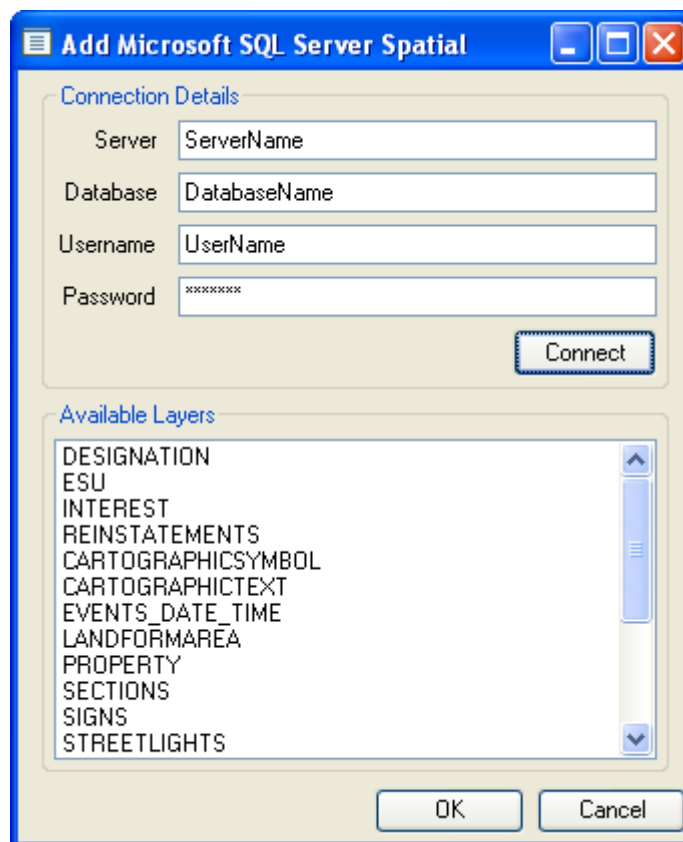 Add Microsoft SQL Server Spatial
Connection Details
Server ServerName
Database DatabaseName
Username UserName
Password *******
Connect
Available Layers
DESIGNATION
ESU
INTEREST
REINSTATEMENTS
CARTOGRAPHICSYMBOL
CARTOGRAPHICTEXT
EVENTS_DATE_TIME
LANDFORMAREA
PROPERTY
SECTIONS
SIGNS
STREETLIGHTS
OK Cancel